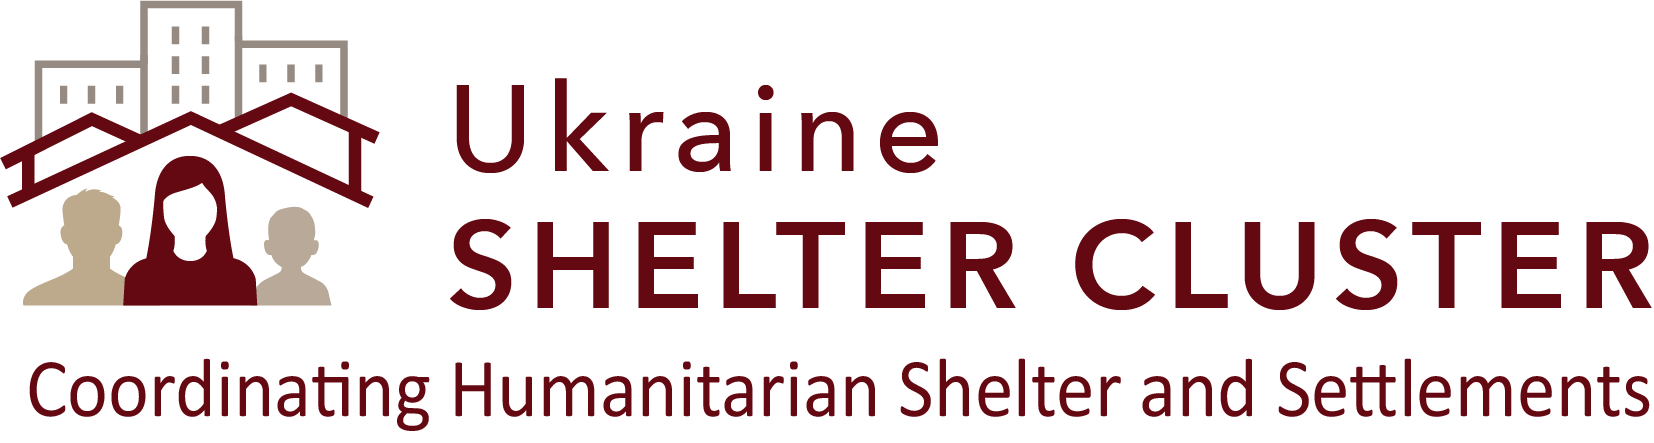 Ukraine
SHELTER CLUSTER
Coordinating Humanitarian Shelter and Settlements